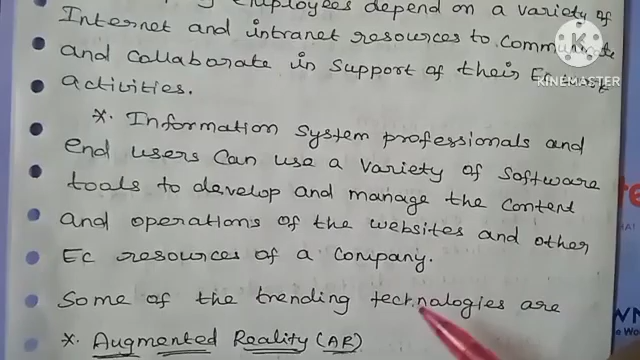 employees depend on a variety of
Internet and intranet resources to communicate
and collaborate in support of their EC
activities.
*. Information system professionals and
end users can use a variety of software
tools to develop and manage the content
and operations of the websites and other
EC resources of a company.
Some of the trending technologies are
*. Augmented Reality (AR)
KINEMASTER